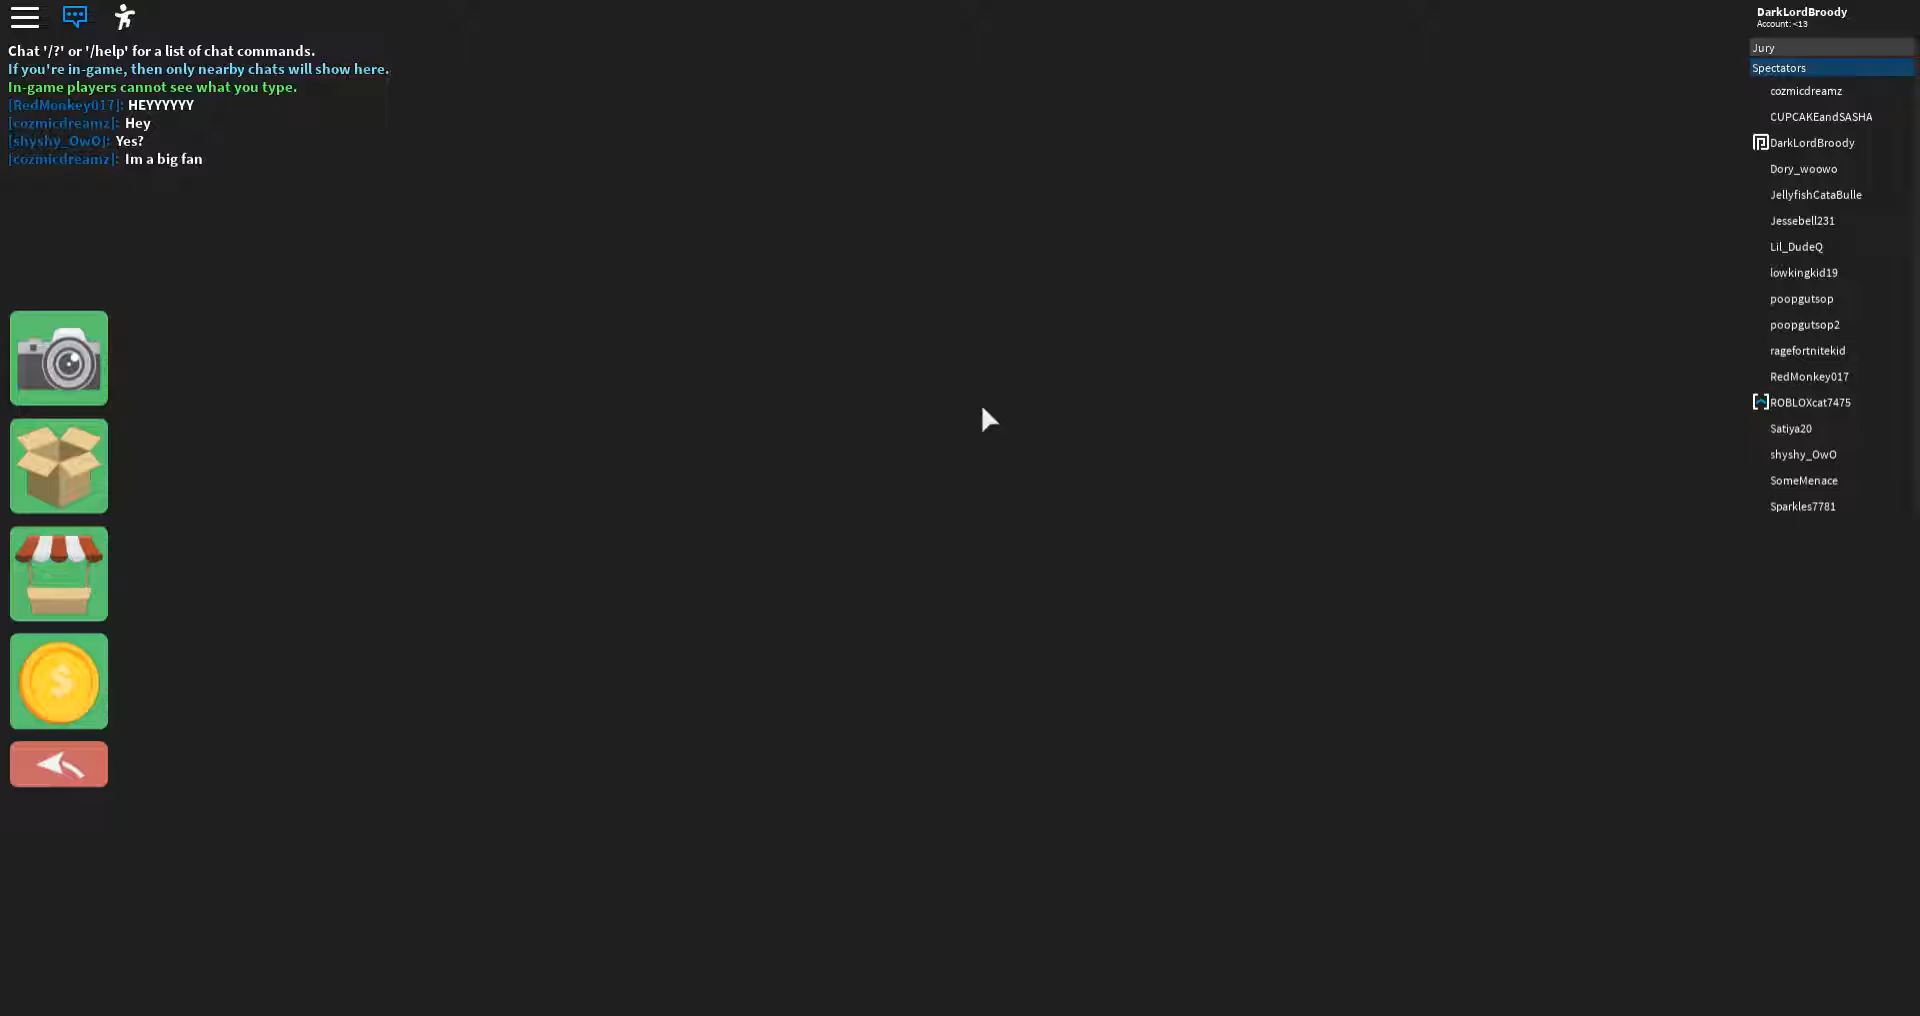 Chat '/?' or '/help' for a list of chat commands.
If you're in-game, then only nearby chats will show here.
In-game players cannot see what you type.
[RedMonkey017]: HEYYYYYY
[cozmicdreamz]: Hey
[shyshy_OwO]: Yes?
[cozmicdreamz]: Im a big fan
DarkLordBroody
Account: <13
Jury
Spectators
cozmicdreamz
CUPCAKEandSASHA
DarkLordBroody
Dory_woowo
JellyfishCataBulle
Jessebell231
Lil_DudeQ
lowkingkid19
poopgutsop
poopgutsop2
ragefortnitekid
RedMonkey017
ROBLOXcat7475
Satiya20
shyshy_OwO
SomeMenace
Sparkles7781